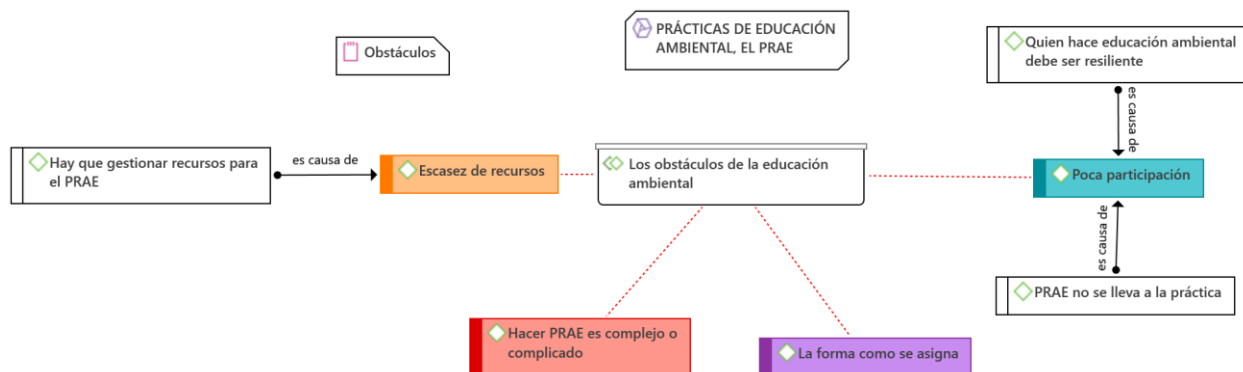 PRÁCTICAS DE EDUCACIÓN
AMBIENTAL, EL PRAE
Obstáculos
Quien hace educación ambiental
debe ser resiliente
es causa de
Hay que gestionar recursos para
el PRAE
es causa de
Escasez de recursos
Los obstáculos de la educación
ambiental
Poca participación
es causa de
PRAE no se lleva a la práctica
Hacer PRAE es complejo o
complicado
La forma como se asigna